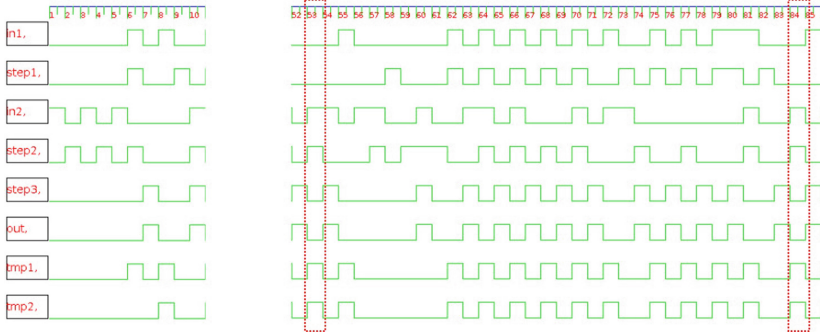 1 2 3 4 5 6 7 8 9 10 52 53 54 55 56 57 58 59 60 61 62 63 64 65 66 67 68 69 70 71 72 73 74 75 76 77 78 79 80 81 82 83 84 85
in1,
step1,
in2,
step2,
step3,
out,
tmp1,
tmp2,